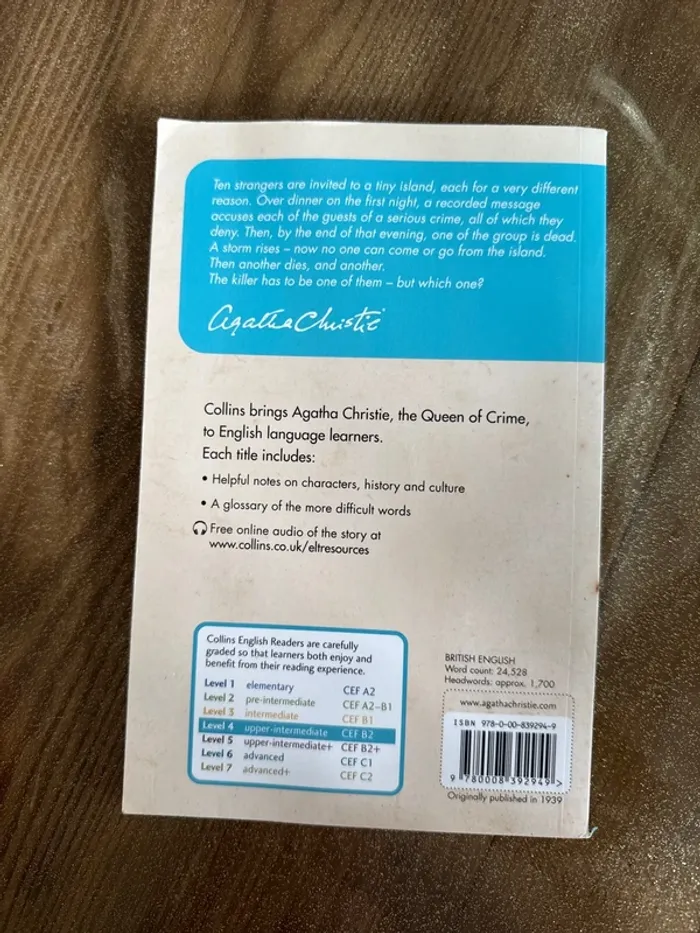 Ten strangers are invited to a tiny island, each for a very different
reason. Over dinner on the first night, a recorded message
accuses each of the guests of a serious crime, all of which they
deny. Then, by the end of that evening, one of the group is dead.
A storm rises – now no one can come or go from the island.
Then another dies, and another.
The killer has to be one of them – but which one?
Agatha Christie
Collins brings Agatha Christie, the Queen of Crime,
to English language learners.
Each title includes:
• Helpful notes on characters, history and culture
• A glossary of the more difficult words
Free online audio of the story at
www.collins.co.uk/eltresources
Collins English Readers are carefully
graded so that learners both enjoy and
benefit from their reading experience.
Level 1 elementary CEF A2
Level 2 pre-intermediate CEF A2–B1
Level 3 intermediate CEF B1
Level 4 upper-intermediate CEF B2
Level 5 upper-intermediate+ CEF B2+
Level 6 advanced CEF C1
Level 7 advanced+ CEF C2
BRITISH ENGLISH
Word count: 24,528
Headwords: approx. 1,700
www.agathachristie.com
ISBN 978-0-00-839294-9
9 780008 392949 >
Originally published in 1939